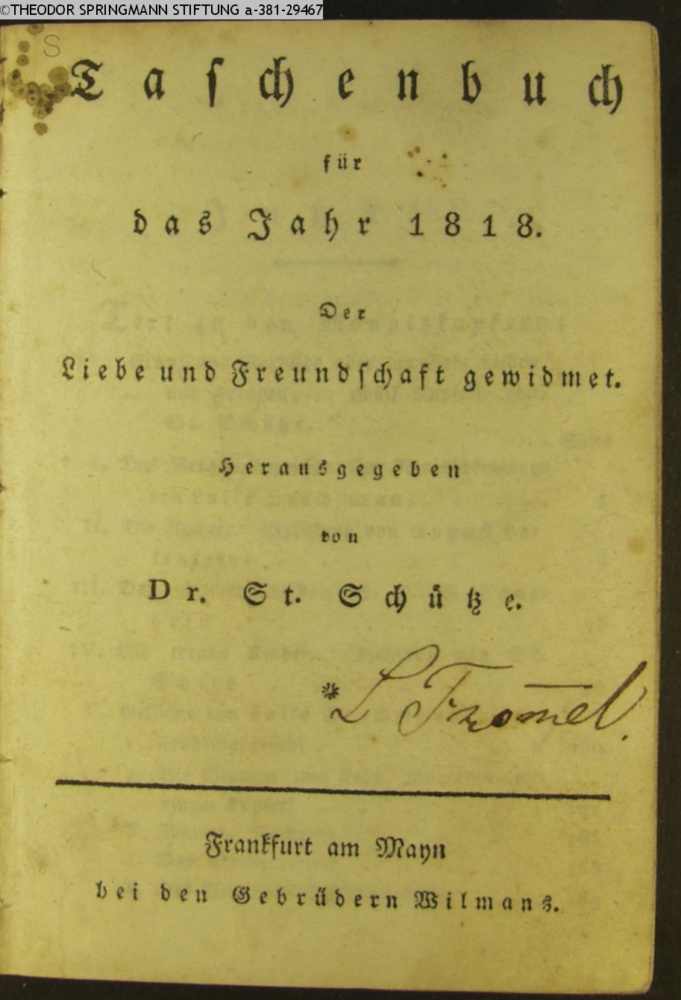 ©THEODOR SPRINGMANN STIFTUNG a-381-29467
S
Taschenbuch
für
das Jahr 1818.
Der
Liebe und Freundschaft gewidmet.
Herausgegeben
von
Dr. St. Schütze.
L Fromel.
Frankfurt am Mayn
bei den Gebrüdern Wilmans.